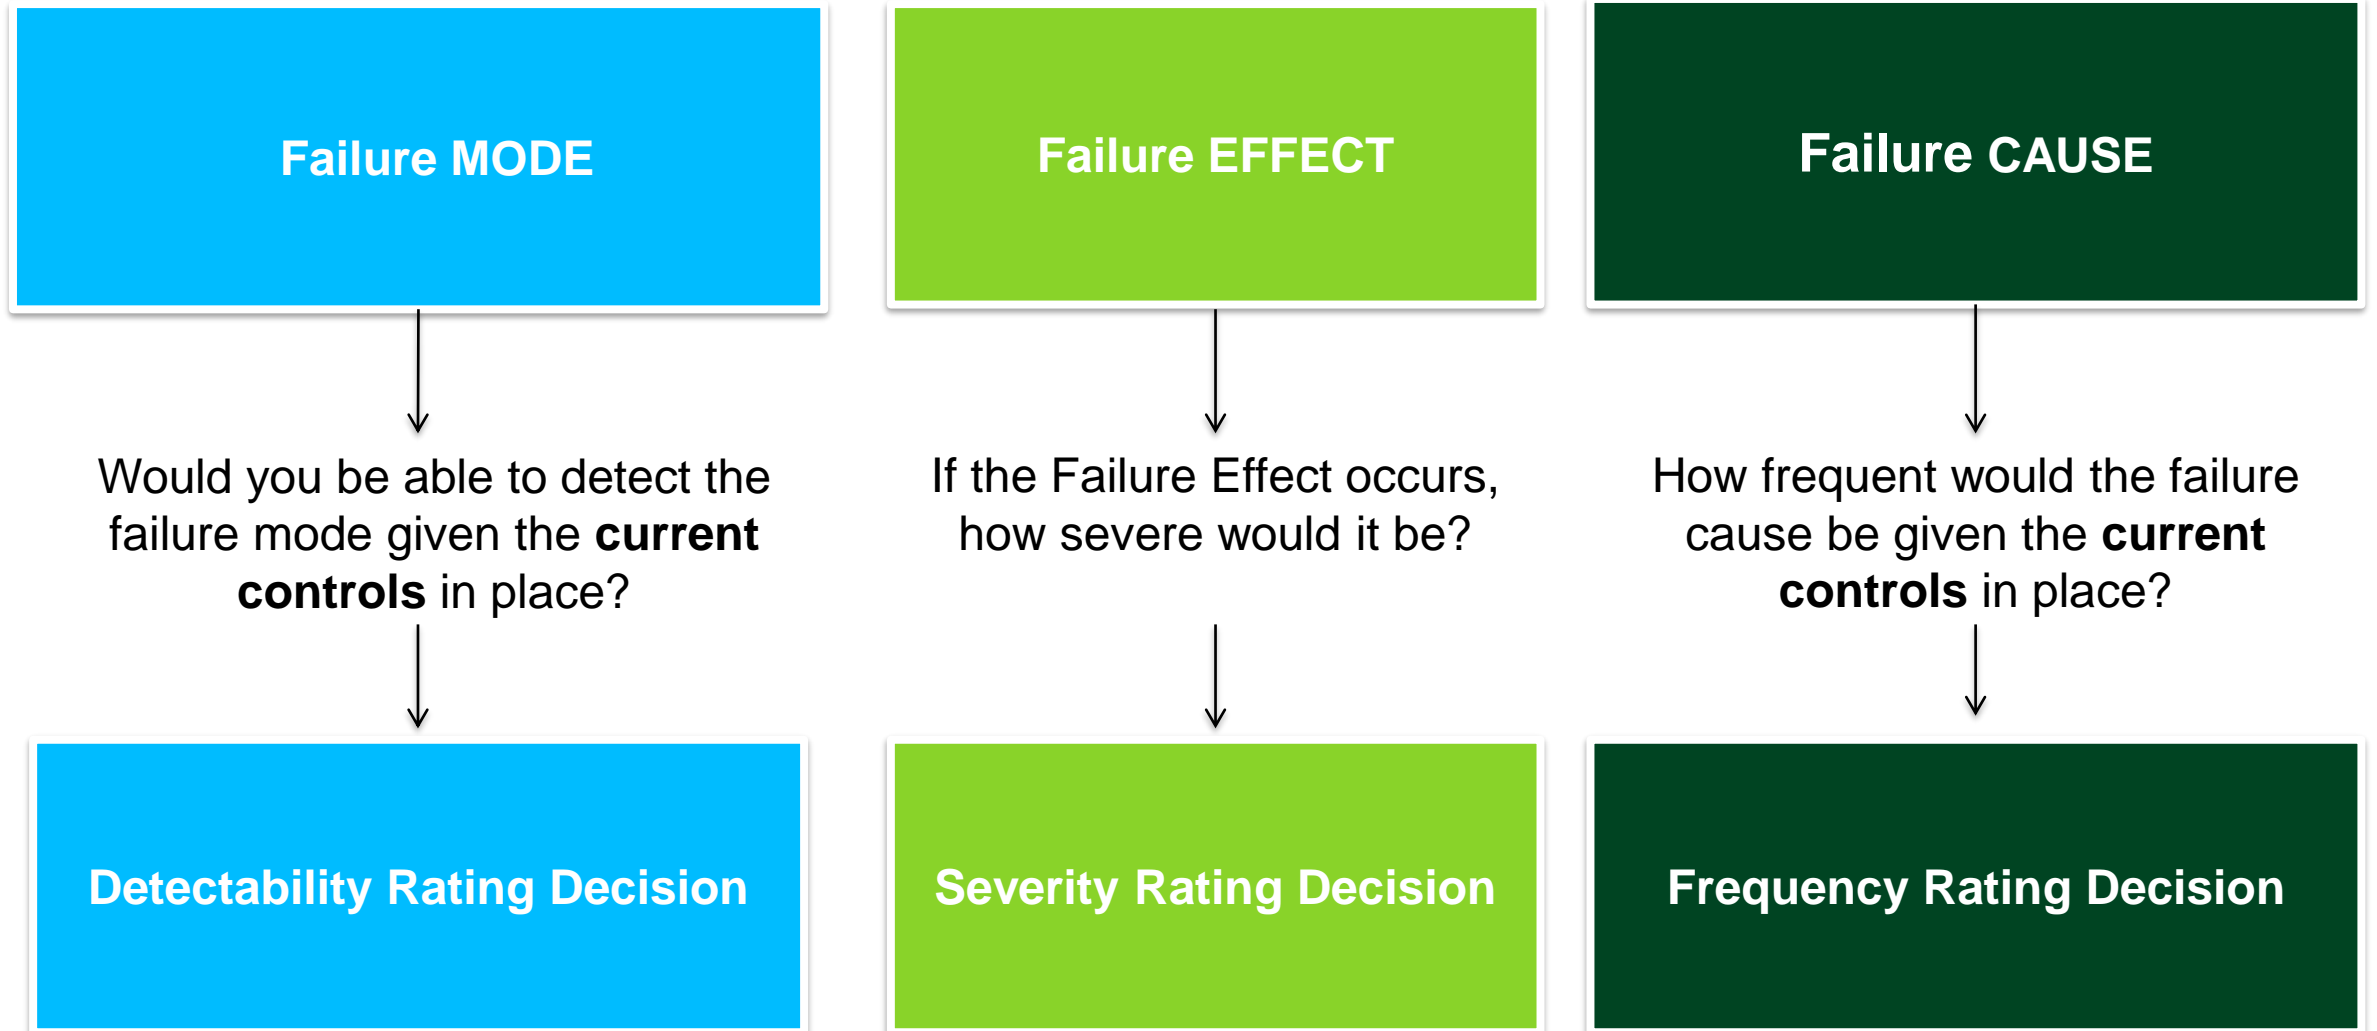 Failure MODE
Failure EFFECT
Failure CAUSE
Would you be able to detect the
failure mode given the current
controls in place?
If the Failure Effect occurs,
how severe would it be?
How frequent would the failure
cause be given the current
controls in place?
Detectability Rating Decision
Severity Rating Decision
Frequency Rating Decision